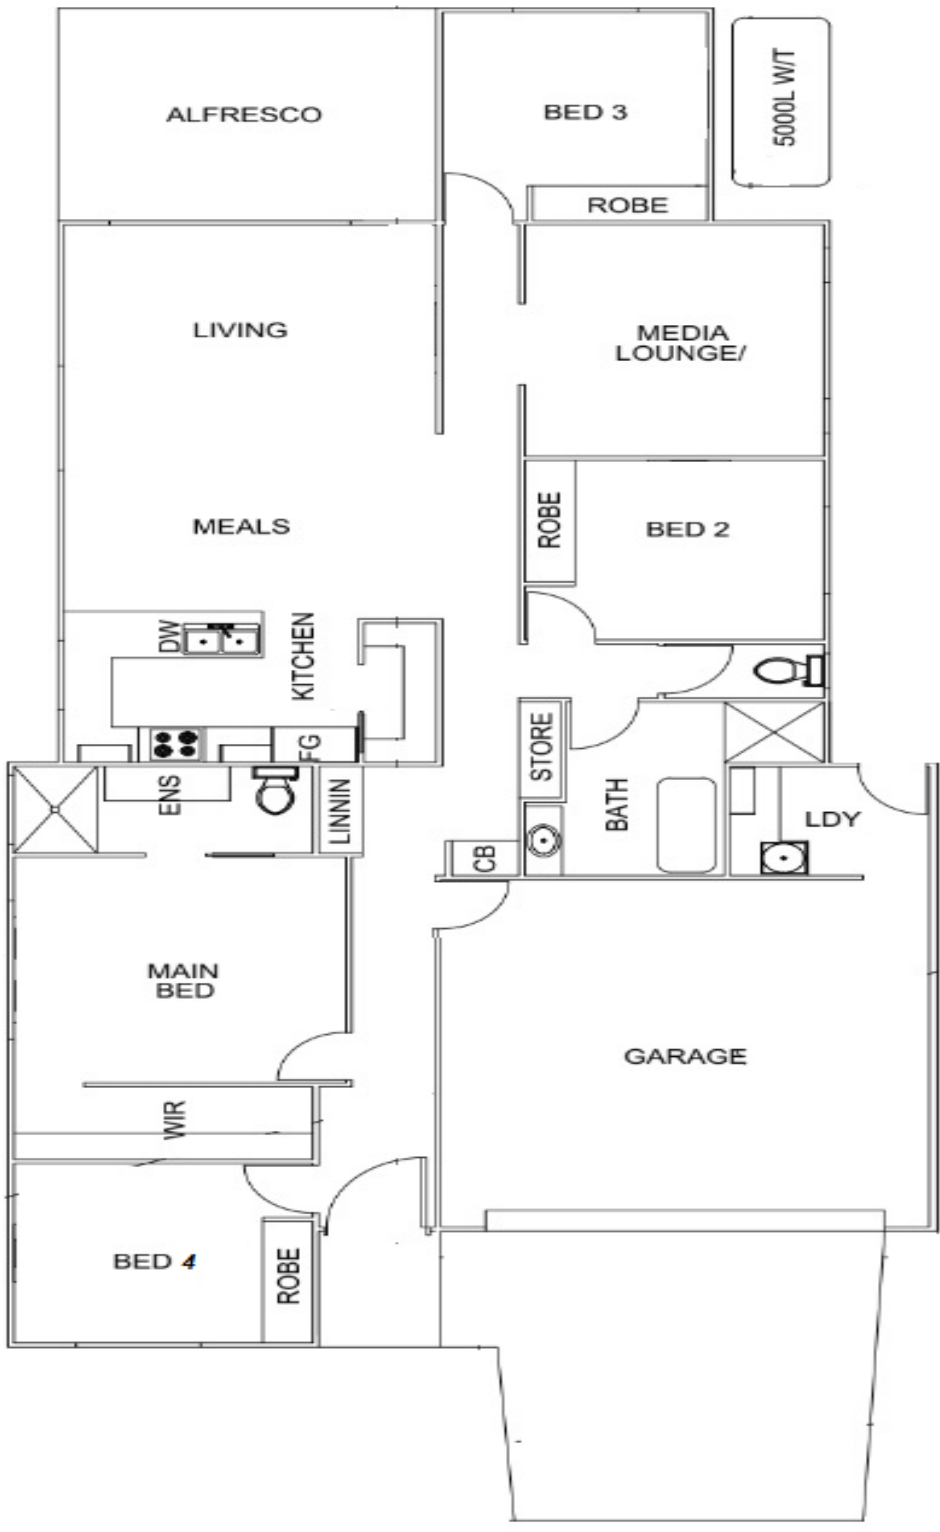 ALFRESCO
BED 3
5000L W/T
ROBE
LIVING
MEDIA
LOUNGE/
MEALS
ROBE
BED 2
DW
KITCHEN
FG
STORE
ENS
LINNIN
BATH
LDY
CB
MAIN
BED
GARAGE
WIR
BED 4
ROBE